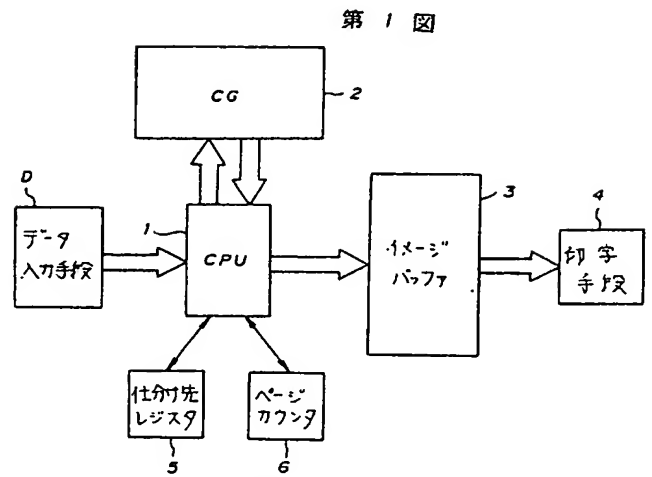 第1図
CG
2
D
データ
入力手段
1
CPU
3
イメージ
バッファ
4
印字
手段
仕分け先
レジスタ
5
ページ
カウンタ
6